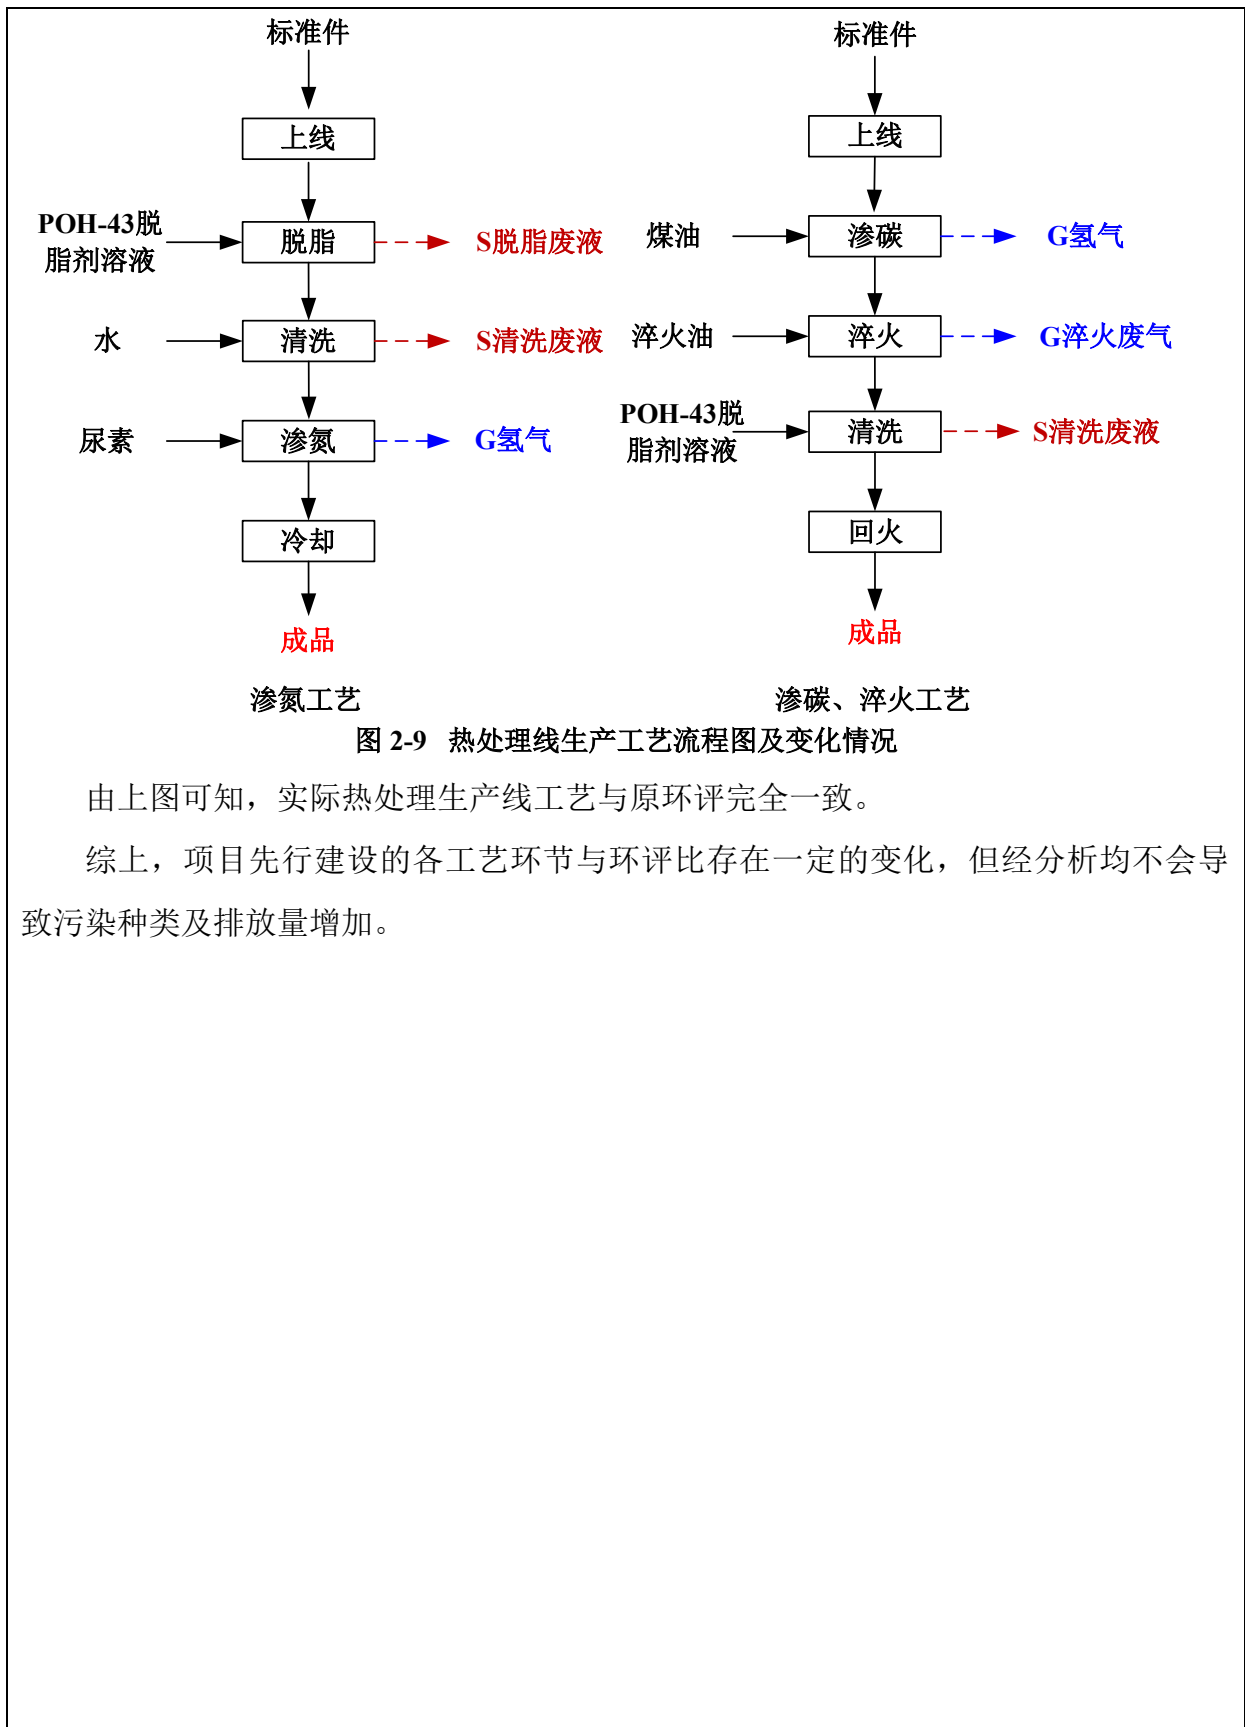 标准件
上线
POH-43脱
脂剂溶液
脱脂
S脱脂废液
水
清洗
S清洗废液
尿素
渗氮
G氢气
冷却
成品
渗氮工艺
标准件
上线
煤油
渗碳
G氢气
淬火油
淬火
G淬火废气
POH-43脱
脂剂溶液
清洗
S清洗废液
回火
成品
渗碳、淬火工艺
图 2-9 热处理线生产工艺流程图及变化情况
由上图可知，实际热处理生产线工艺与原环评完全一致。
综上，项目先行建设的各工艺环节与环评比存在一定的变化，但经分析均不会导
致污染种类及排放量增加。